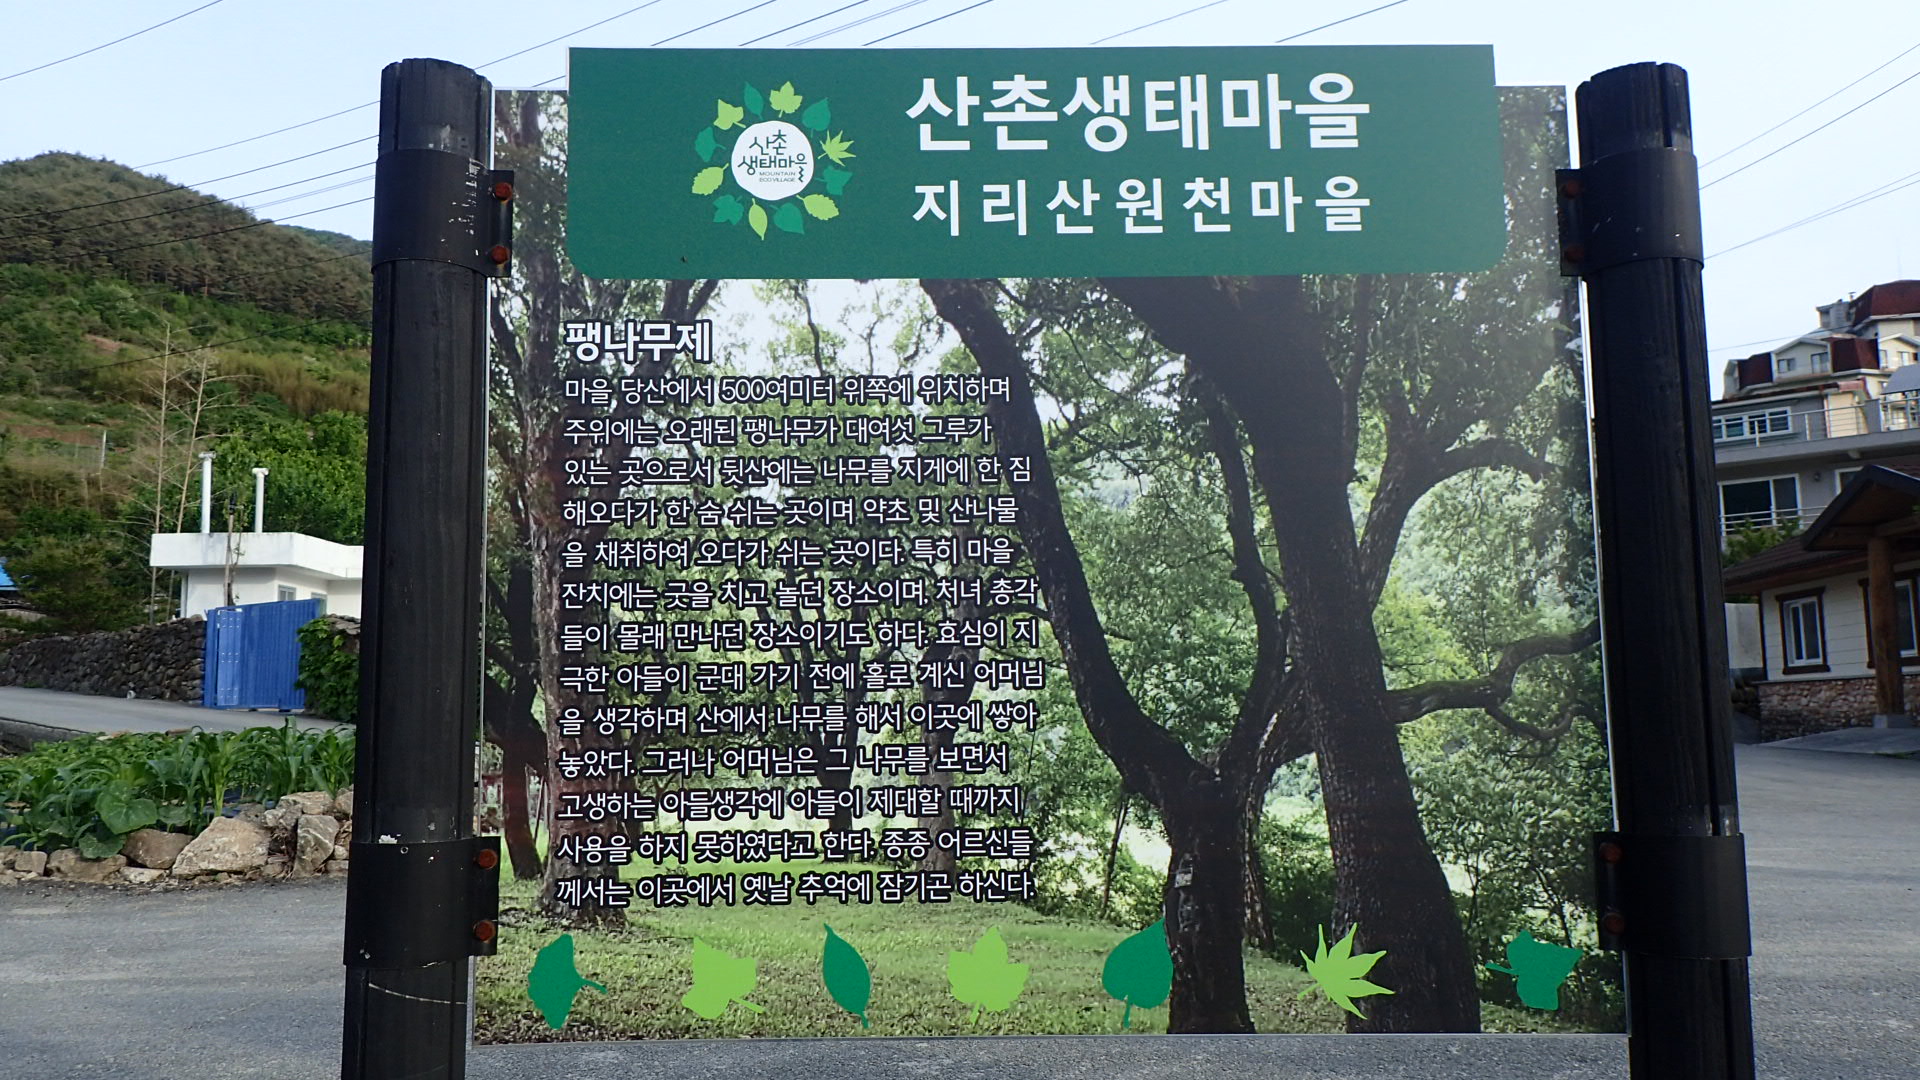 산촌생태마을
지리산원천마을
산촌
생태마을
MOUNTAIN
ECO VILLAGE
팽나무제
마을 당산에서 500여미터 위쪽에 위치하며
주위에는 오래된 팽나무가 대여섯 그루가
있는 곳으로서 뒷산에는 나무를 지게에 한 짐
해오다가 한 숨 쉬는 곳이며 약초 및 산나물
을 채취하여 오다가 쉬는 곳이다. 특히 마을
잔치에는 굿을 치고 놀던 장소이며, 처녀 총각
들이 몰래 만나던 장소이기도 하다. 효심이 지
극한 아들이 군대 가기 전에 홀로 계신 어머님
을 생각하며 산에서 나무를 해서 이곳에 쌓아
놓았다. 그러나 어머님은 그 나무를 보면서
고생하는 아들생각에 아들이 제대할 때까지
사용을 하지 못하였다고 한다. 종종 어르신들
께서는 이곳에서 옛날 추억에 잠기곤 하신다.